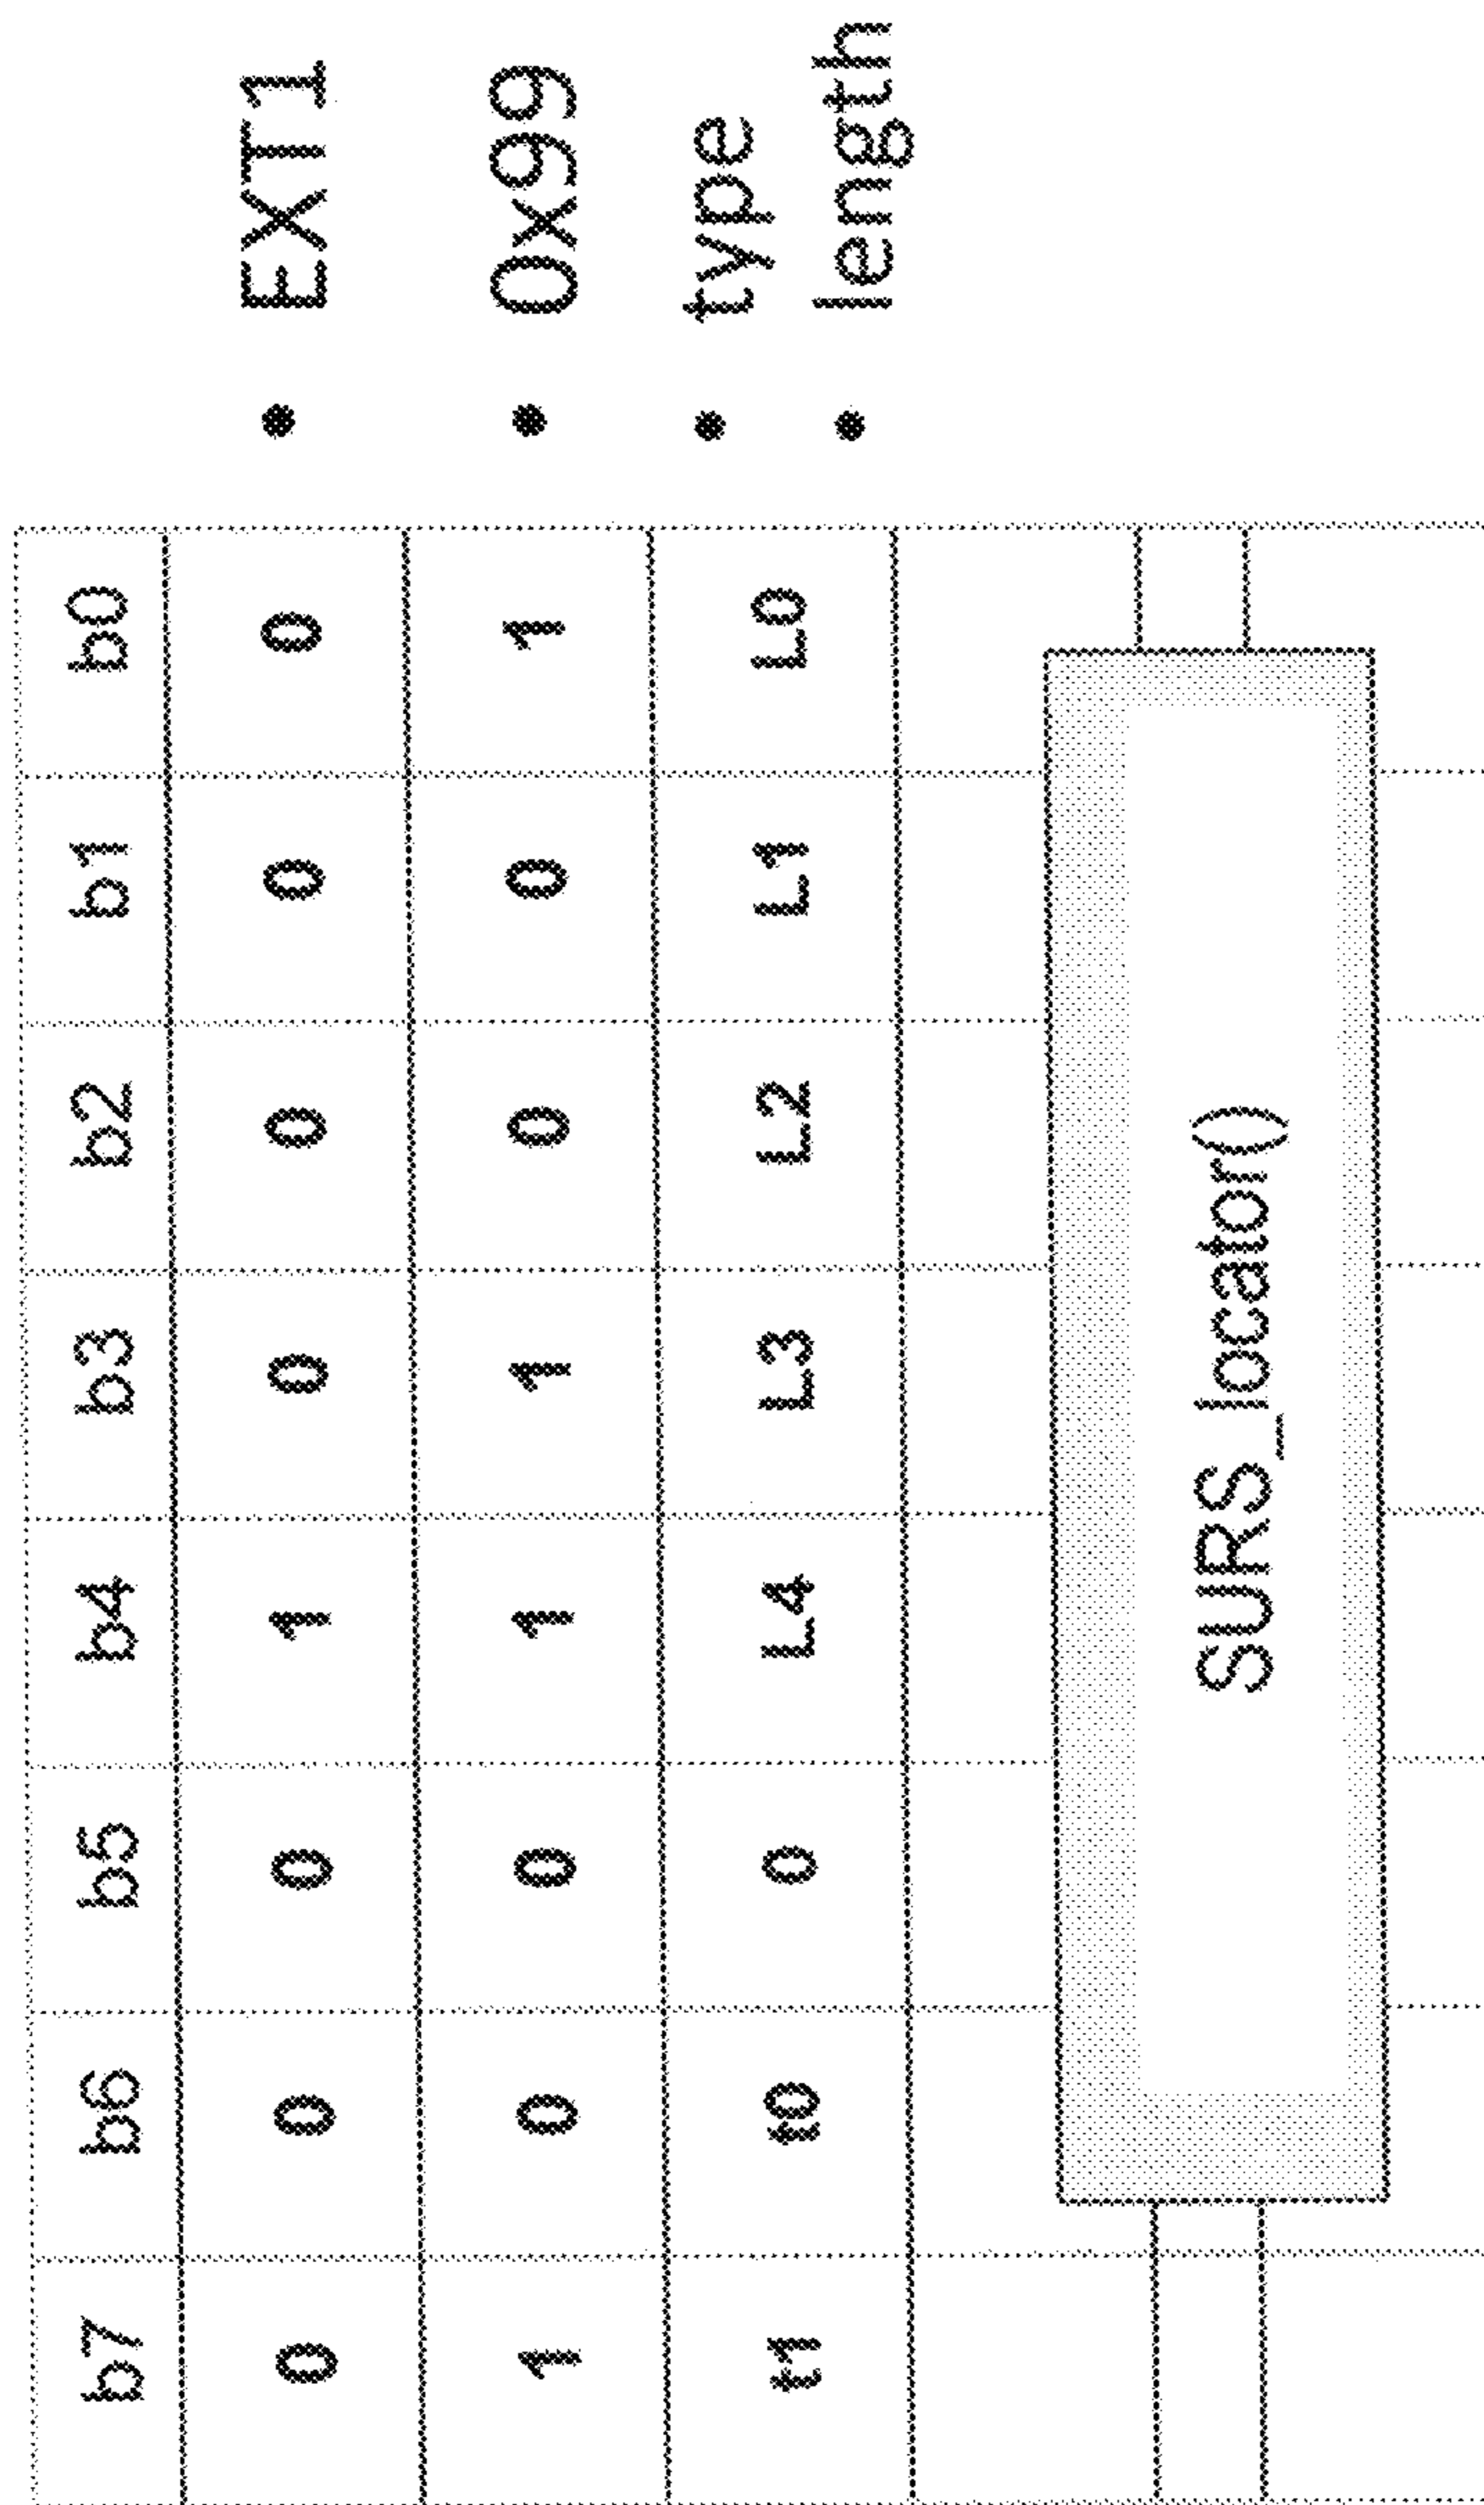 b7 b6 b5 b4 b3 b2 b1 b0
0 0 0 1 0 0 0 0 • EXT1
1 0 0 1 1 0 0 1 • 0x99
t1 t0 0 L4 L3 L2 L1 L0 • type
• length
SURS_locator()